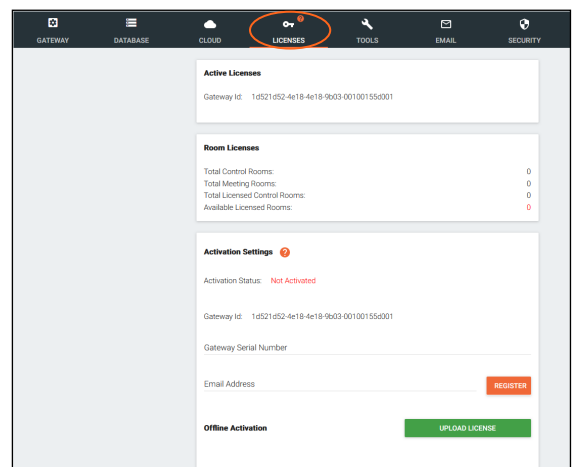 GATEWAY DATABASE CLOUD LICENSES TOOLS EMAIL SECURITY
Active Licenses
Gateway Id: 1d521d52-4e18-4e18-9b03-00100155d001
Room Licenses
Total Control Rooms: 0
Total Meeting Rooms: 0
Total Licensed Control Rooms: 0
Available Licensed Rooms: 0
Activation Settings ?
Activation Status: Not Activated
Gateway Id: 1d521d52-4e18-4e18-9b03-00100155d001
Gateway Serial Number
Email Address REGISTER
Offline Activation UPLOAD LICENSE